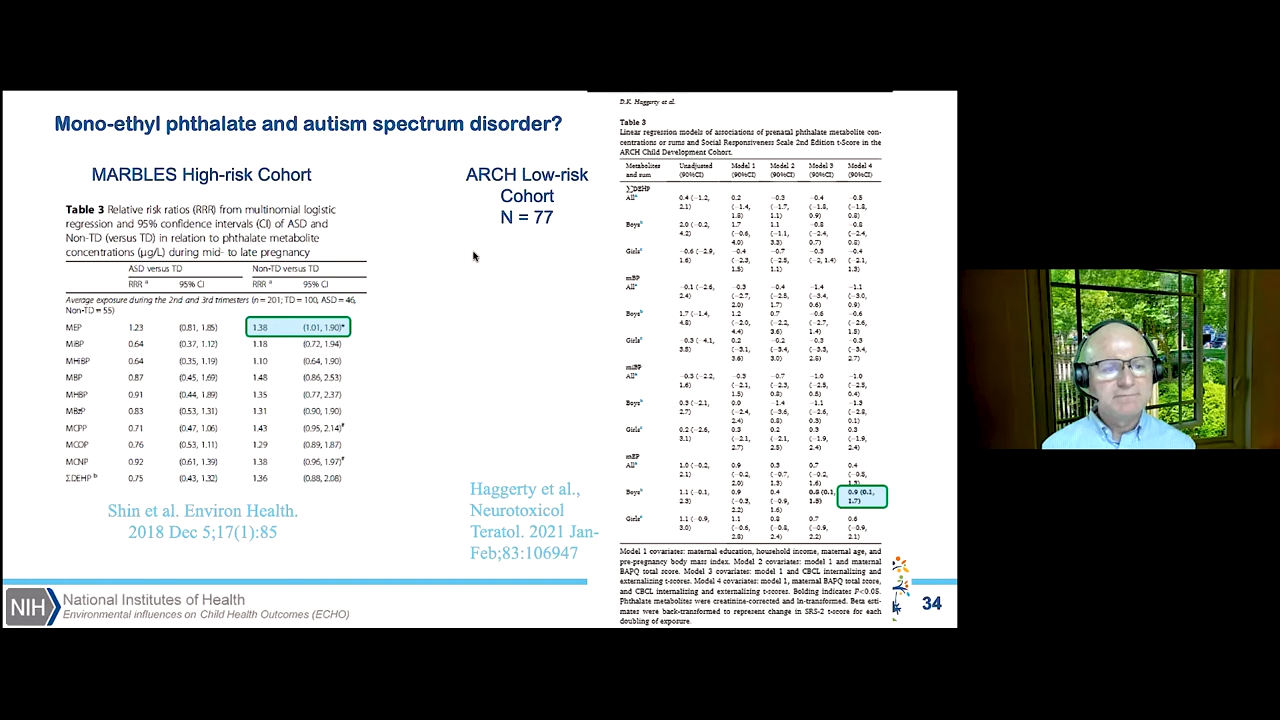 Mono-ethyl phthalate and autism spectrum disorder?
MARBLES High-risk Cohort
Table 3 Relative risk ratios (RRR) from multinomial logistic
regression and 95% confidence intervals (CI) of ASD and
Non-TD (versus TD) in relation to phthalate metabolite
concentrations (µg/L) during mid- to late pregnancy
ASD versus TD Non-TD versus TD
RRR a 95% CI RRR a 95% CI
Average exposure during the 2nd and 3rd trimesters (n = 201; TD = 100, ASD = 46,
Non-TD = 55)
MEP 1.23 (0.81, 1.85) 1.38 (1.01, 1.90)*
MiBP 0.64 (0.37, 1.12) 1.18 (0.72, 1.94)
MHiBP 0.64 (0.35, 1.19) 1.10 (0.64, 1.90)
MBP 0.87 (0.45, 1.69) 1.48 (0.86, 2.53)
MHBP 0.91 (0.44, 1.89) 1.35 (0.77, 2.37)
MBzP 0.83 (0.53, 1.31) 1.31 (0.90, 1.90)
MCPP 0.71 (0.47, 1.06) 1.43 (0.95, 2.14)#
MCOP 0.76 (0.53, 1.11) 1.29 (0.89, 1.87)
MCNP 0.92 (0.61, 1.39) 1.38 (0.96, 1.97)#
ΣDEHP b 0.75 (0.43, 1.32) 1.36 (0.88, 2.08)
Shin et al. Environ Health.
2018 Dec 5;17(1):85
ARCH Low-risk
Cohort
N = 77
Haggerty et al.,
Neurotoxicol
Teratol. 2021 Jan-
Feb;83:106947
D.K. Haggerty et al.
Table 3
Linear regression models of associations of prenatal phthalate metabolite con-
centrations or sums and Social Responsiveness Scale 2nd Edition t-Score in the
ARCH Child Development Cohort.
Metabolites Unadjusted Model 1 Model 2 Model 3 Model 4
and sum (90%CI) (90%CI) (90%CI) (90%CI) (90%CI)
∑DEHP
All 0.4 (−1.2, 0.2 −0.3 −0.4 −0.5
2.1) (−1.4, (−1.7, (−1.8, (−1.8,
1.8) 1.1) 0.9) 0.8)
Boys 2.0 (−0.2, 1.7 1.1 −0.8 −0.8
4.2) (−0.6, (−1.1, (−2.4, (−2.4,
4.0) 3.3) 0.7) 0.8)
Girls −0.6 (−2.9, −0.4 −0.7 −0.3 −0.4
1.6) (−2.3, (−2.5, (−2, 1.4) (−2.1,
1.5) 1.1) 1.3)
mBP
All −0.1 (−2.6, −0.3 −0.4 −1.4 −1.1
2.4) (−2.7, (−2.5, (−3.4, (−3.0,
2.0) 1.7) 0.6) 0.9)
Boys 1.7 (−1.4, 1.2 0.7 −0.6 −0.6
4.8) (−2.0, (−2.2, (−2.7, (−2.6,
4.4) 3.6) 1.4) 1.5)
Girls −0.3 (−4.1, 0.2 −0.2 −0.3 −0.3
3.5) (−3.1, (−3.4, (−3.3, (−3.4,
3.6) 3.0) 2.8) 2.7)
miBP
All −0.3 (−2.2, −0.3 −0.7 −1.0 −1.0
1.6) (−2.1, (−2.3, (−2.5, (−2.5,
1.5) 0.8) 0.5) 0.4)
Boys 0.3 (−2.1, 0.0 −1.4 −1.1 −1.3
2.7) (−2.4, (−3.6, (−2.6, (−2.8,
2.4) 0.8) 0.3) 0.1)
Girls 0.2 (−2.6, 0.3 0.2 0.3 0.3
3.1) (−2.1, (−2.1, (−1.9, (−1.9,
2.7) 2.5) 2.4) 2.4)
mEP
All 1.0 (−0.2, 0.9 0.3 0.7 0.4
2.1) (−0.2, (−0.7, (−0.2, (−0.5,
2.0) 1.3) 1.6) 1.3)
Boys 1.1 (−0.1, 0.9 0.4 (0.1, 0.9 (0.1,
2.3) (−0.3, (−0.9, 1.7)
2.2) 1.6)
Girls 1.1 (−0.9, 1.1 0.8 0.7 0.6
3.0) (−0.6, (−0.8, (−0.9, (−0.9,
2.8) 2.4) 2.2) 2.1)
Model 1 covariates: maternal education, household income, maternal age, and
pre-pregnancy body mass index. Model 2 covariates: model 1 and maternal
BAPQ total score. Model 3 covariates: model 1 and CBCL internalizing and
externalizing t-scores. Model 4 covariates: model 1, maternal BAPQ total score,
and CBCL internalizing and externalizing t-scores. Bolding indicates P<0.05.
Phthalate metabolites were creatinine-corrected and ln-transformed. Beta esti-
mates were back-transformed to represent change in SRS-2 t-score for each
doubling of exposure.
NIH National Institutes of Health
Environmental influences on Child Health Outcomes (ECHO)
34